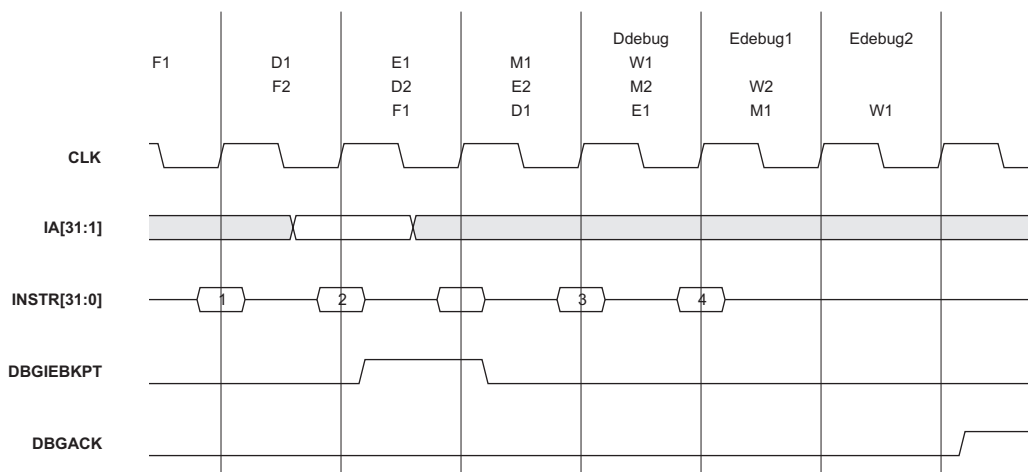 Ddebug Edebug1 Edebug2
F1 D1 E1 M1 W1
F2 D2 E2 M2 W2
F1 D1 E1 M1 W1
CLK
IA[31:1]
INSTR[31:0] 1 2 3 4
DBGIEBKPT
DBGACK